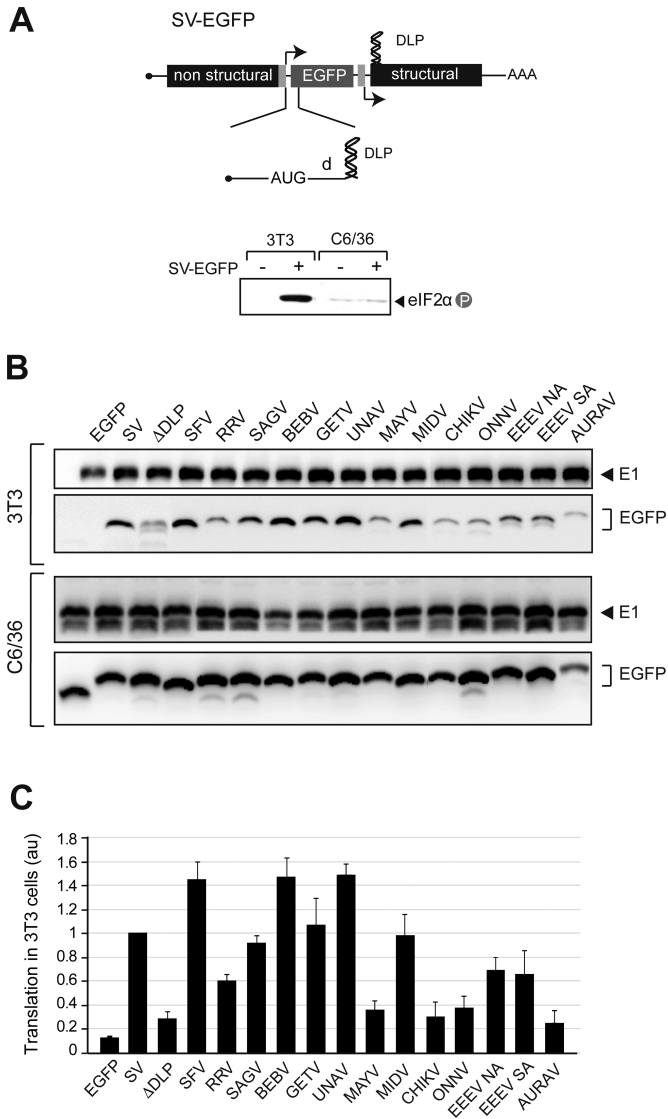 A
SV-EGFP
DLP
non structural EGFP structural AAA
d DLP
AUG
3T3 C6/36
SV-EGFP - + - +
eIF2α P
B
EGFP SV ΔDLP SFV RRV SAGV BEBV GETV UNAV MAYV MIDV CHIKV ONNV EEEV NA EEEV SA AURAV
3T3
E1
EGFP
C6/36
E1
EGFP
C
Translation in 3T3 cells (au)
1.8
1.6
1.4
1.2
1
0.8
0.6
0.4
0.2
0
EGFP SV ΔDLP SFV RRV SAGV BEBV GETV UNAV MAYV MIDV CHIKV ONNV EEEV NA EEEV SA AURAV